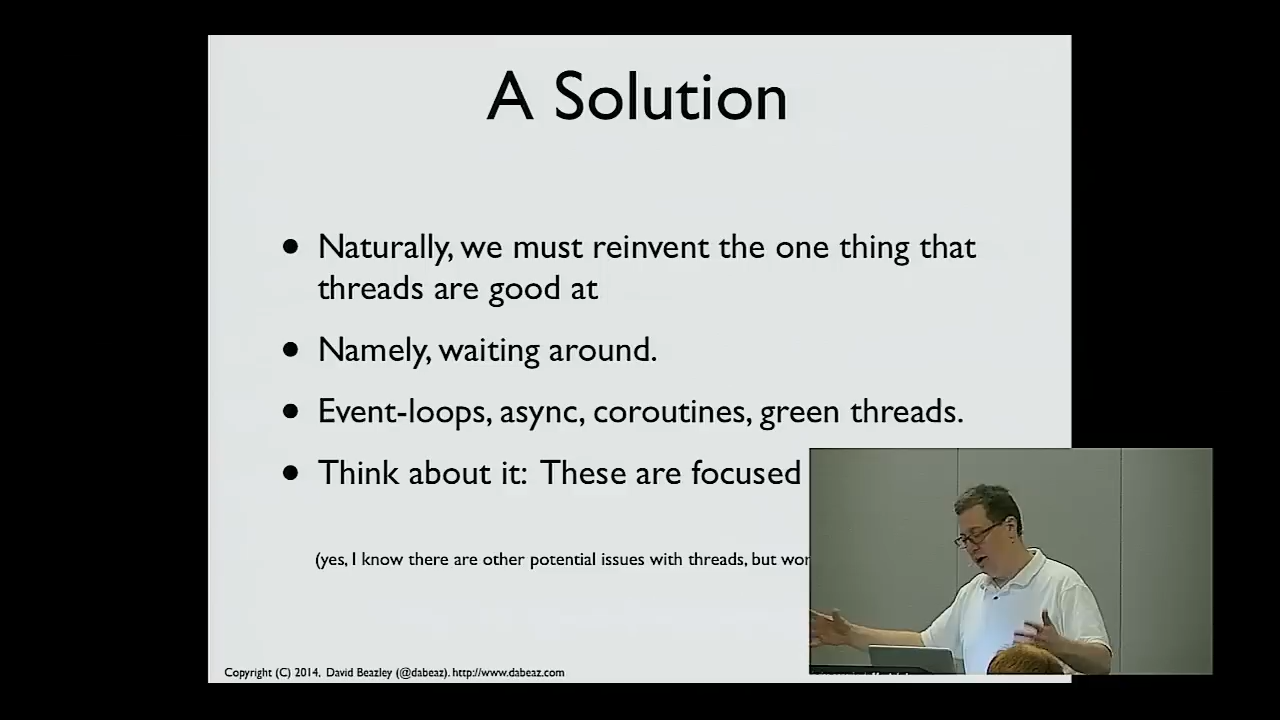 A Solution
• Naturally, we must reinvent the one thing that
threads are good at
• Namely, waiting around.
• Event-loops, async, coroutines, green threads.
• Think about it: These are focused
(yes, I know there are other potential issues with threads, but
Copyright (C) 2014, David Beazley (@dabeaz). http://www.dabeaz.com